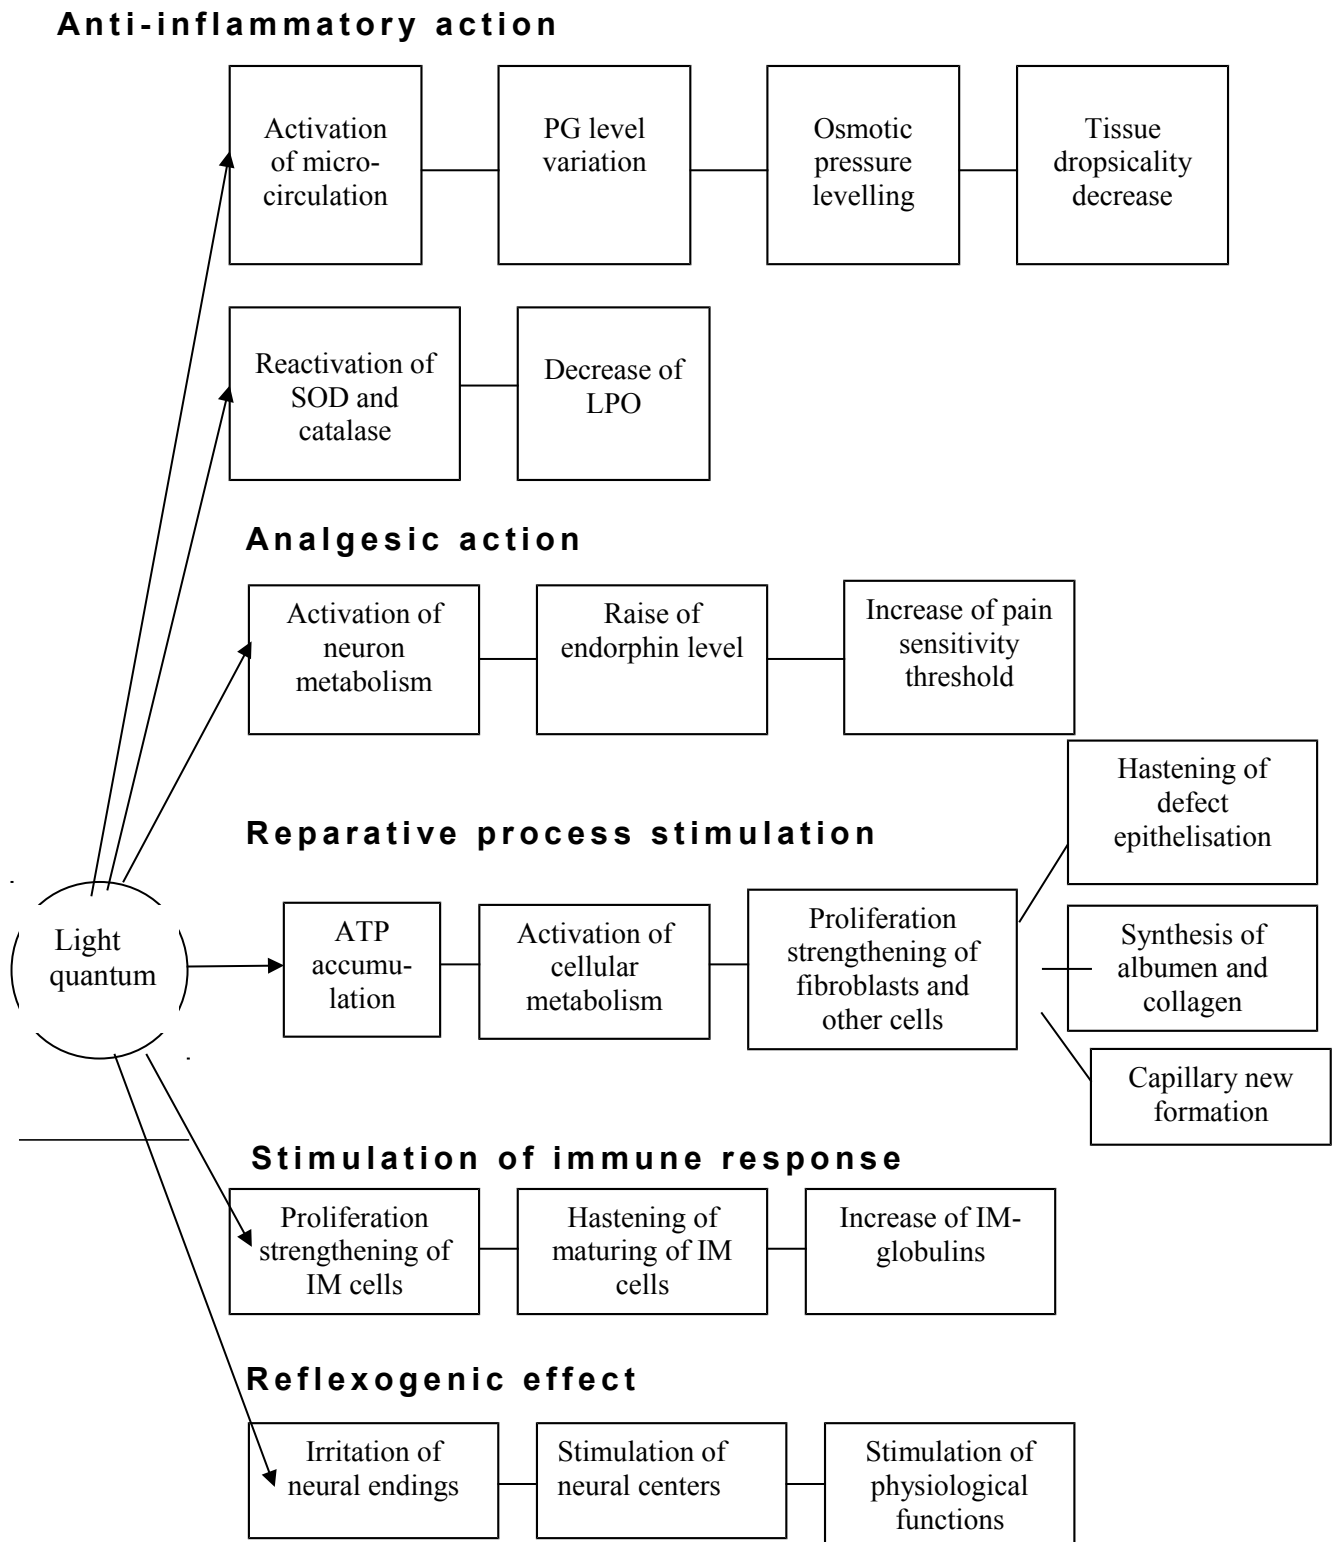 Anti-inflammatory action
Activation
of micro-
circulation
PG level
variation
Osmotic
pressure
levelling
Tissue
dropsicality
decrease
Reactivation of
SOD and
catalase
Decrease of
LPO
Analgesic action
Activation of
neuron
metabolism
Raise of
endorphin level
Increase of pain
sensitivity
threshold
Reparative process stimulation
Light
quantum
ATP
accumu-
lation
Activation of
cellular
metabolism
Proliferation
strengthening of
fibroblasts and
other cells
Hastening of
defect
epithelisation
Synthesis of
albumen and
collagen
Capillary new
formation
Stimulation of immune response
Proliferation
strengthening of
IM cells
Hastening of
maturing of IM
cells
Increase of IM-
globulins
Reflexogenic effect
Irritation of
neural endings
Stimulation of
neural centers
Stimulation of
physiological
functions